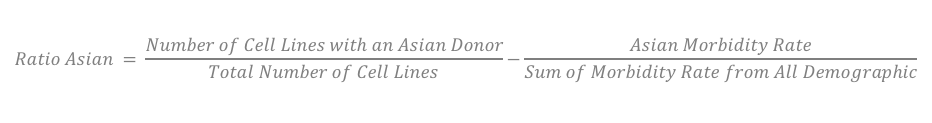 Ratio Asian = Number of Cell Lines with an Asian Donor / Total Number of Cell Lines − Asian Morbidity Rate / Sum of Morbidity Rate from All Demographic